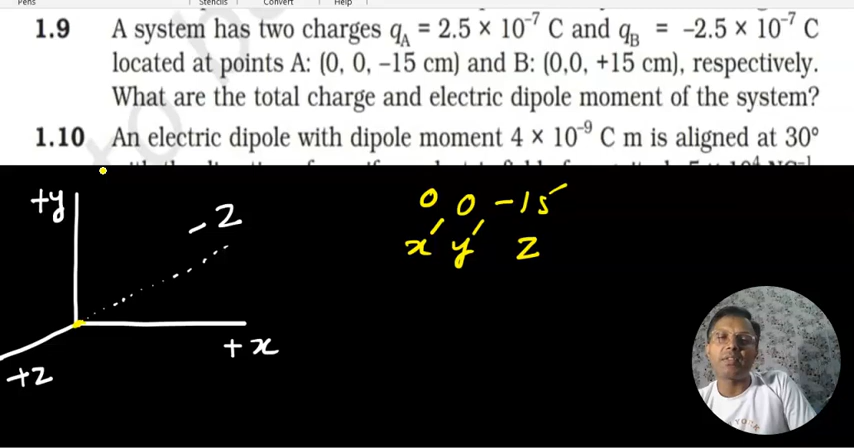 Pens Stencils Convert Help
1.9 A system has two charges qA = 2.5 × 10⁻⁷ C and qB = −2.5 × 10⁻⁷ C
located at points A: (0, 0, −15 cm) and B: (0,0, +15 cm), respectively.
What are the total charge and electric dipole moment of the system?
1.10 An electric dipole with dipole moment 4 × 10⁻⁹ C m is aligned at 30°
+y
-z
0 0 -15
x y z
+x
+z